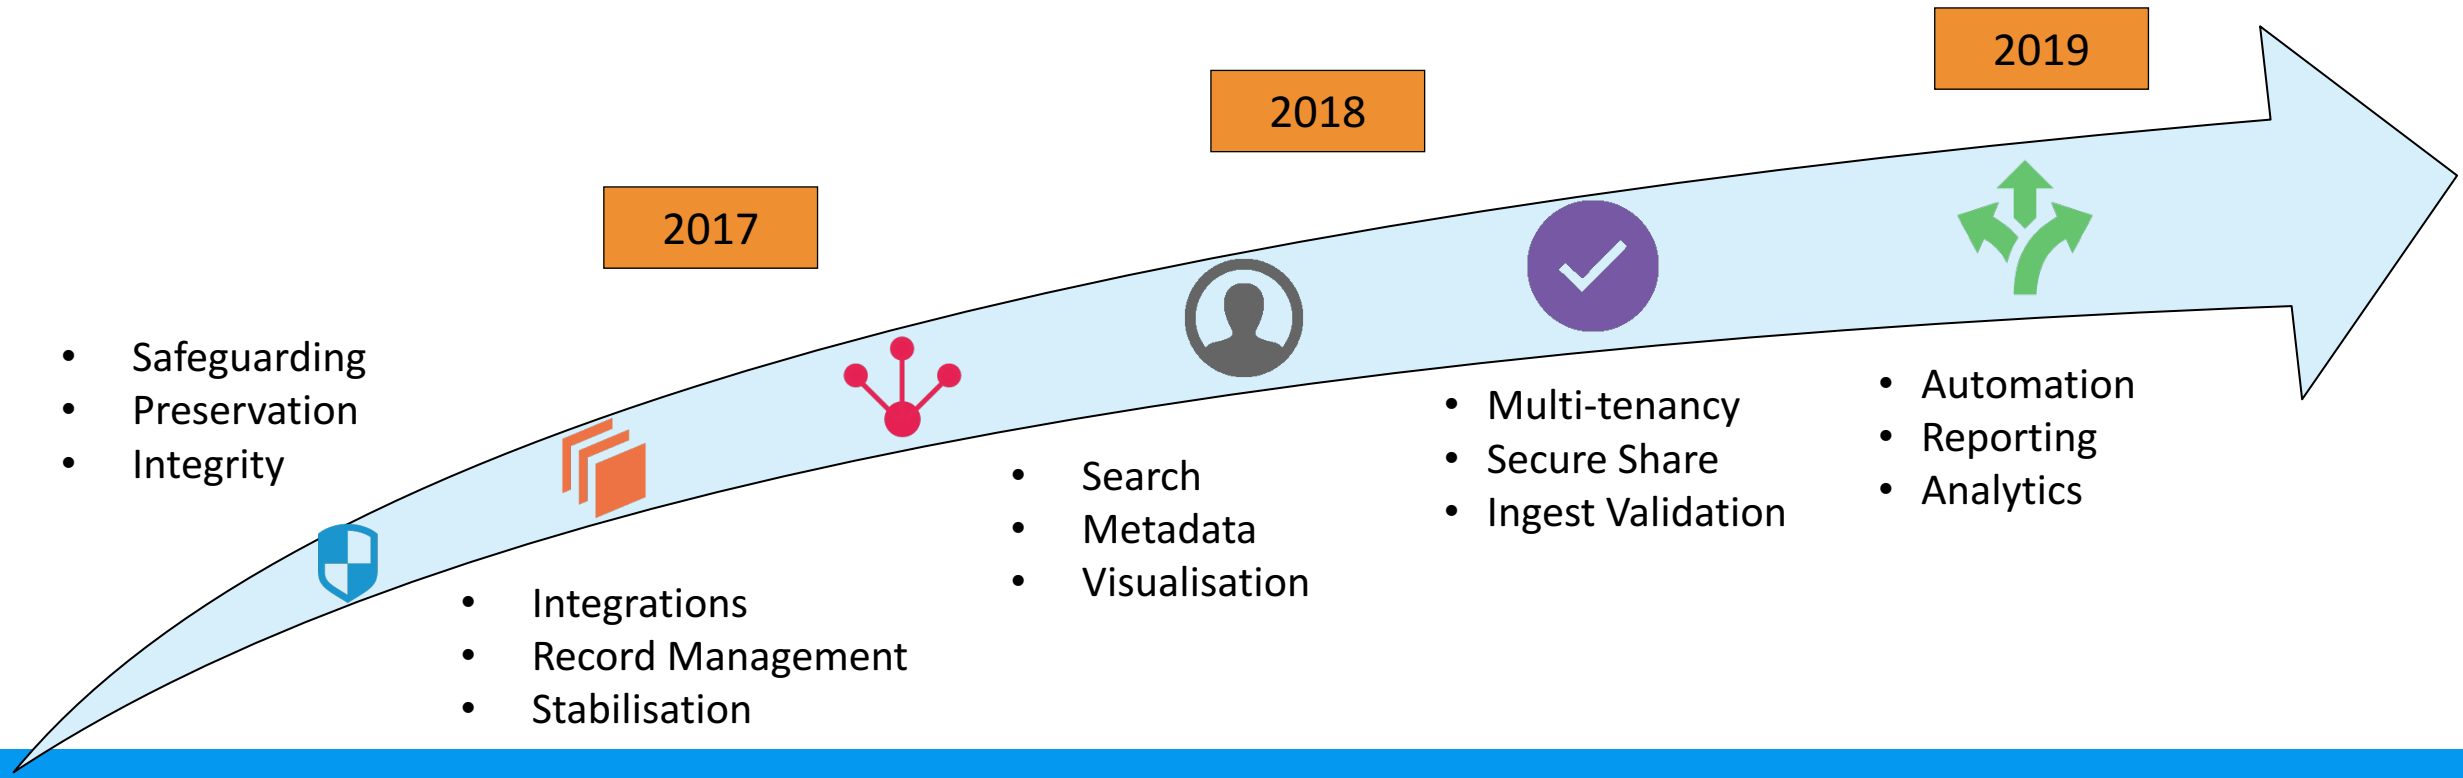 2019
2018
2017
• Safeguarding
• Preservation
• Integrity
• Integrations
• Record Management
• Stabilisation
• Search
• Metadata
• Visualisation
• Multi-tenancy
• Secure Share
• Ingest Validation
• Automation
• Reporting
• Analytics